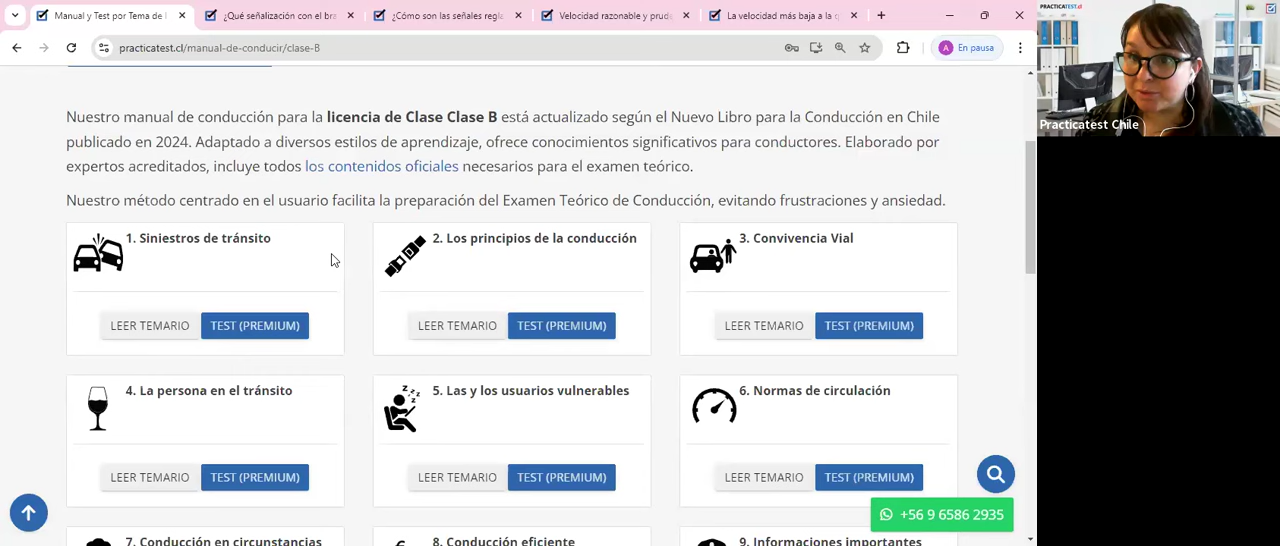 Manual y Test por Tema de l
¿Qué señalización con el bra
¿Cómo son las señales regla
Velocidad razonable y prude
La velocidad más baja a la q
practicatest.cl/manual-de-conducir/clase-B
A En pausa
Nuestro manual de conducción para la licencia de Clase Clase B está actualizado según el Nuevo Libro para la Conducción en Chile
publicado en 2024. Adaptado a diversos estilos de aprendizaje, ofrece conocimientos significativos para conductores. Elaborado por
expertos acreditados, incluye todos los contenidos oficiales necesarios para el examen teórico.
Nuestro método centrado en el usuario facilita la preparación del Examen Teórico de Conducción, evitando frustraciones y ansiedad.
1. Siniestros de tránsito
LEER TEMARIO
TEST (PREMIUM)
2. Los principios de la conducción
LEER TEMARIO
TEST (PREMIUM)
3. Convivencia Vial
LEER TEMARIO
TEST (PREMIUM)
4. La persona en el tránsito
LEER TEMARIO
TEST (PREMIUM)
5. Las y los usuarios vulnerables
z z z z
LEER TEMARIO
TEST (PREMIUM)
6. Normas de circulación
LEER TEMARIO
TEST (PREMIUM)
7. Conducción en circunstancias
8. Conducción eficiente
9. Informaciones importantes
+56 9 6586 2935
PRACTICATEST.cl
Practicatest Chile